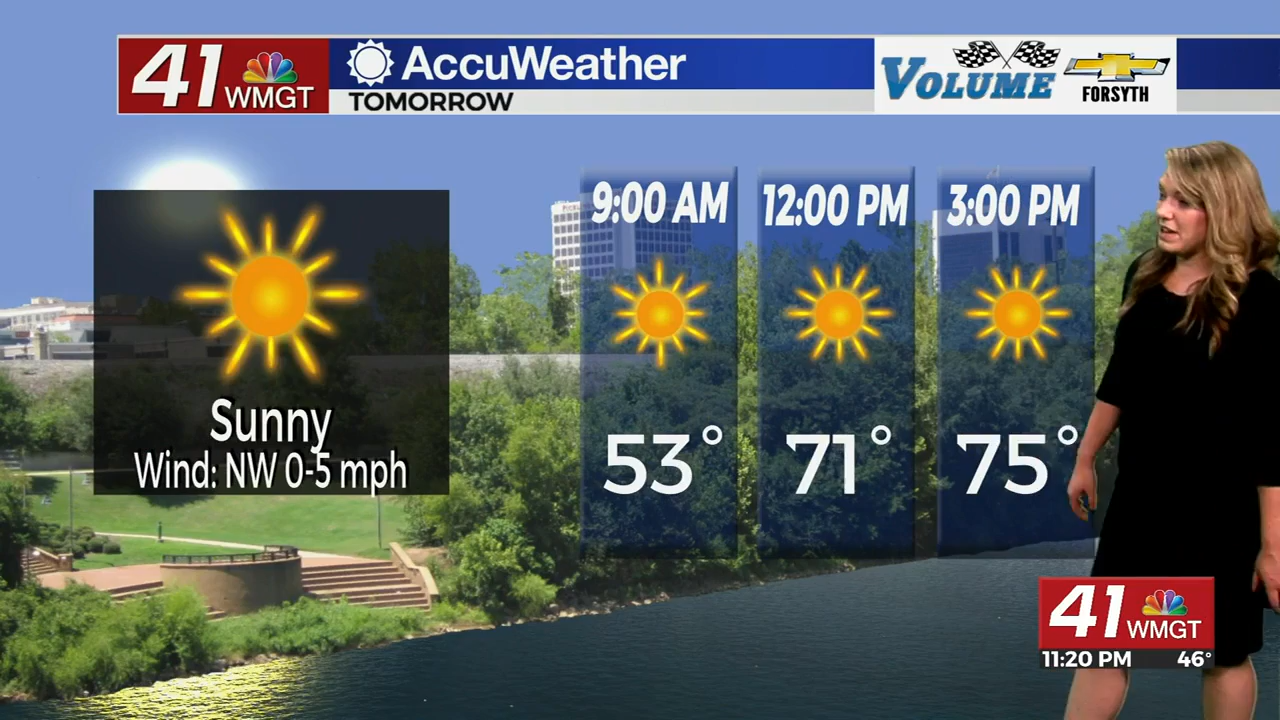 41 WMGT
AccuWeather
TOMORROW
VOLUME
FORSYTH
Sunny
Wind: NW 0-5 mph
9:00 AM
12:00 PM
3:00 PM
53°
71°
75°
41 WMGT
11:20 PM 46°